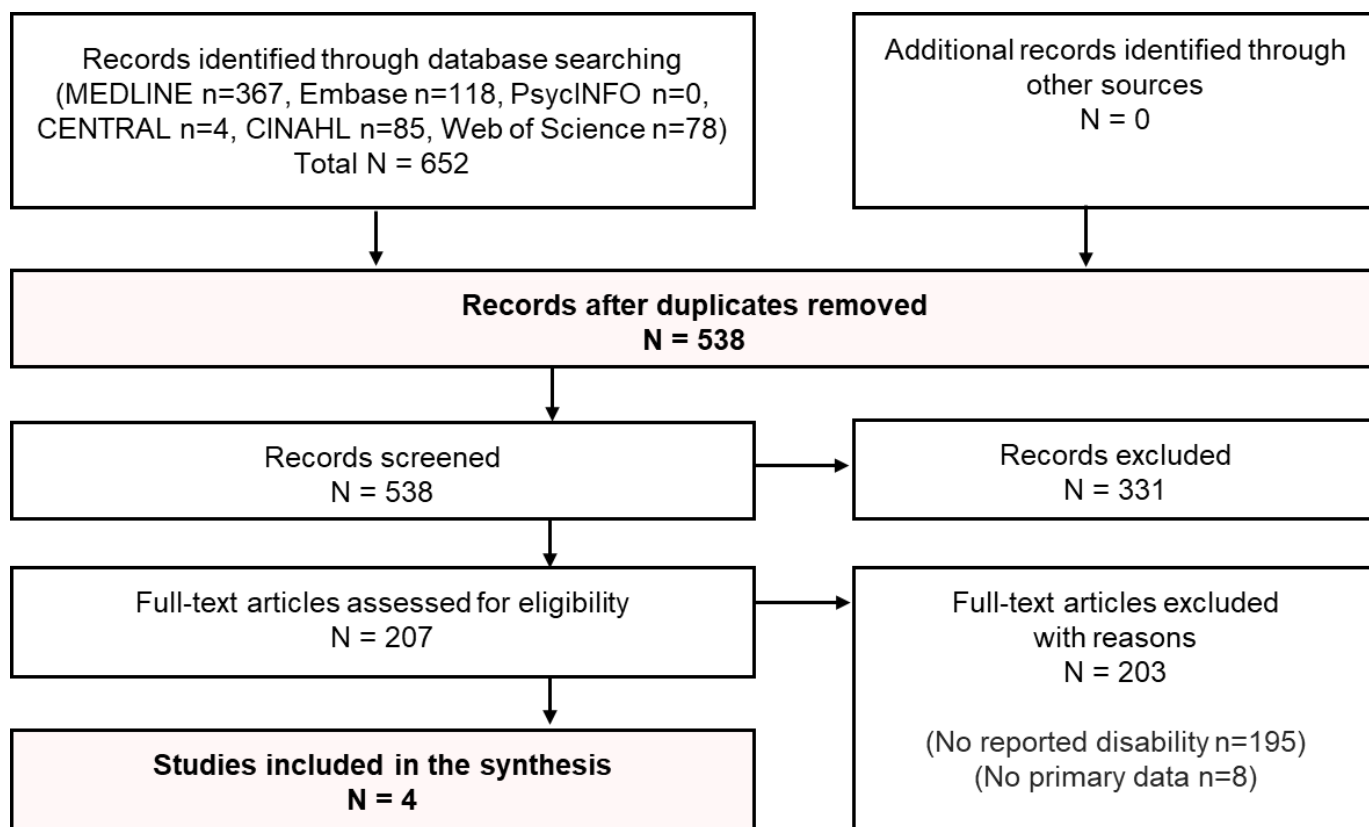 Records identified through database searching
(MEDLINE n=367, Embase n=118, PsycINFO n=0,
CENTRAL n=4, CINAHL n=85, Web of Science n=78)
Total N = 652
Additional records identified through
other sources
N = 0
Records after duplicates removed
N = 538
Records screened
N = 538
Records excluded
N = 331
Full-text articles assessed for eligibility
N = 207
Full-text articles excluded
with reasons
N = 203
(No reported disability n=195)
(No primary data n=8)
Studies included in the synthesis
N = 4